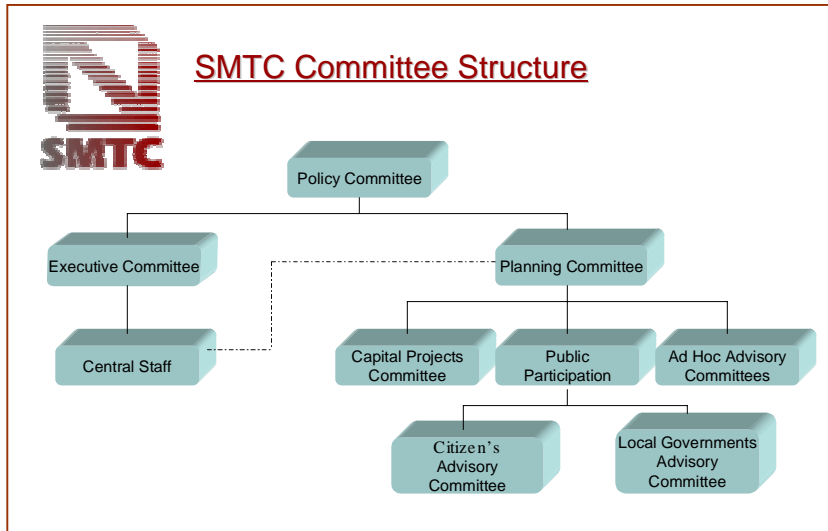 SMTC Committee Structure
SMTC
Policy Committee
Executive Committee
Planning Committee
Central Staff
Capital Projects
Committee
Public
Participation
Ad Hoc Advisory
Committees
Citizen's
Advisory
Committee
Local Governments
Advisory
Committee